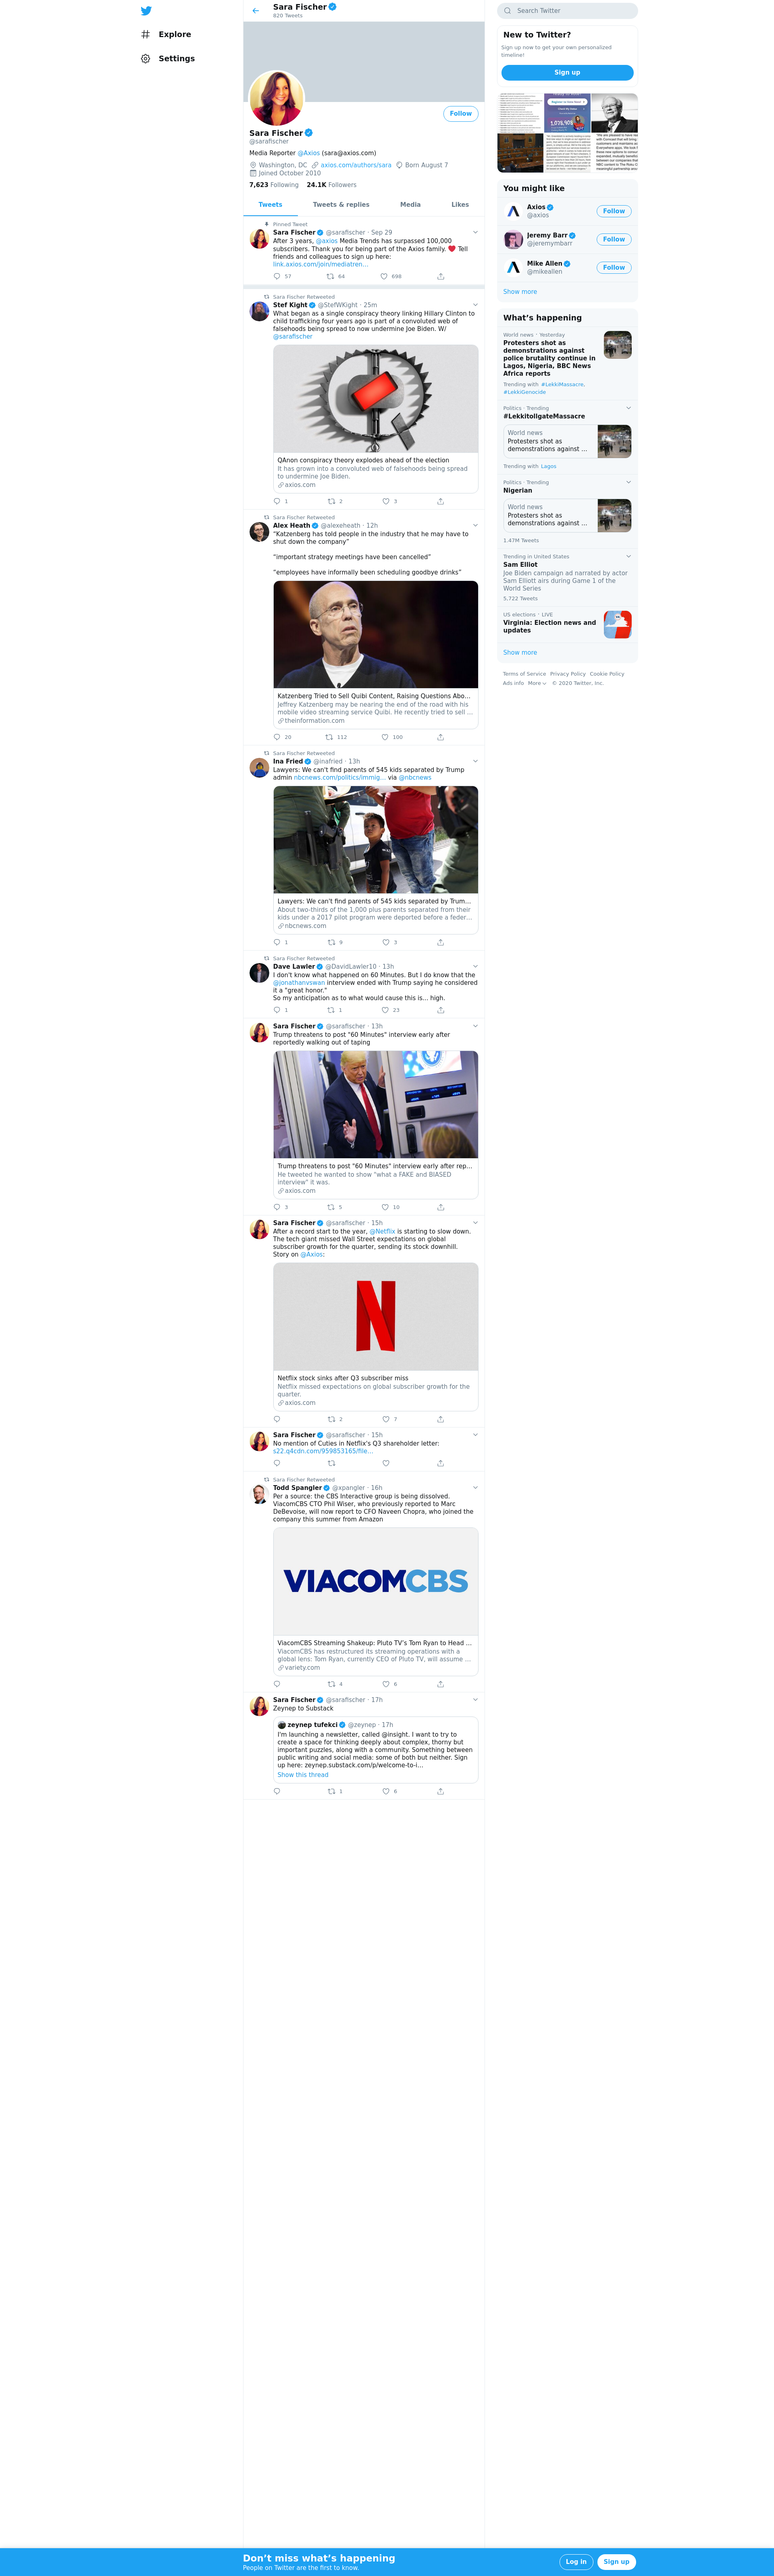 Explore
Settings
Sara Fischer
820 Tweets
Follow
Sara Fischer
@sarafischer
Media Reporter @Axios (sara@axios.com)
Washington, DC axios.com/authors/sara Born August 7
Joined October 2010
7,623 Following 24.1K Followers
Tweets Tweets & replies Media Likes
Pinned Tweet
Sara Fischer @sarafischer · Sep 29
After 3 years, @axios Media Trends has surpassed 100,000
subscribers. Thank you for being part of the Axios family. ❤️ Tell
friends and colleagues to sign up here:
link.axios.com/join/mediatren…
57 64 698
Sara Fischer Retweeted
Stef Kight @StefWKight · 25m
What began as a single conspiracy theory linking Hillary Clinton to
child trafficking four years ago is part of a convoluted web of
falsehoods being spread to now undermine Joe Biden. W/
@sarafischer
QAnon conspiracy theory explodes ahead of the election
It has grown into a convoluted web of falsehoods being spread
to undermine Joe Biden.
axios.com
1 2 3
Sara Fischer Retweeted
Alex Heath @alexeheath · 12h
"Katzenberg has told people in the industry that he may have to
shut down the company"
"important strategy meetings have been cancelled"
"employees have informally been scheduling goodbye drinks"
Katzenberg Tried to Sell Quibi Content, Raising Questions Abo…
Jeffrey Katzenberg may be nearing the end of the road with his
mobile video streaming service Quibi. He recently tried to sell …
theinformation.com
20 112 100
Sara Fischer Retweeted
Ina Fried @inafried · 13h
Lawyers: We can't find parents of 545 kids separated by Trump
admin nbcnews.com/politics/immig… via @nbcnews
Lawyers: We can't find parents of 545 kids separated by Trum…
About two-thirds of the 1,000 plus parents separated from their
kids under a 2017 pilot program were deported before a feder…
nbcnews.com
1 9 3
Sara Fischer Retweeted
Dave Lawler @DavidLawler10 · 13h
I don't know what happened on 60 Minutes. But I do know that the
@jonathanvswan interview ended with Trump saying he considered
it a "great honor."
So my anticipation as to what would cause this is... high.
1 1 23
Sara Fischer @sarafischer · 13h
Trump threatens to post "60 Minutes" interview early after
reportedly walking out of taping
Trump threatens to post "60 Minutes" interview early after rep…
He tweeted he wanted to show "what a FAKE and BIASED
interview" it was.
axios.com
3 5 10
Sara Fischer @sarafischer · 15h
After a record start to the year, @Netflix is starting to slow down.
The tech giant missed Wall Street expectations on global
subscriber growth for the quarter, sending its stock downhill.
Story on @Axios:
Netflix stock sinks after Q3 subscriber miss
Netflix missed expectations on global subscriber growth for the
quarter.
axios.com
2 7
Sara Fischer @sarafischer · 15h
No mention of Cuties in Netflix's Q3 shareholder letter:
s22.q4cdn.com/959853165/file…
Sara Fischer Retweeted
Todd Spangler @xpangler · 16h
Per a source: the CBS Interactive group is being dissolved.
ViacomCBS CTO Phil Wiser, who previously reported to Marc
DeBevoise, will now report to CFO Naveen Chopra, who joined the
company this summer from Amazon
VIACOMCBS
ViacomCBS Streaming Shakeup: Pluto TV's Tom Ryan to Head …
ViacomCBS has restructured its streaming operations with a
global lens: Tom Ryan, currently CEO of Pluto TV, will assume …
variety.com
4 6
Sara Fischer @sarafischer · 17h
Zeynep to Substack
zeynep tufekci @zeynep · 17h
I'm launching a newsletter, called @insight. I want to try to
create a space for thinking deeply about complex, thorny but
important puzzles, along with a community. Something between
public writing and social media: some of both but neither. Sign
up here: zeynep.substack.com/p/welcome-to-i…
Show this thread
1 6
Search Twitter
New to Twitter?
Sign up now to get your own personalized
timeline!
Sign up
You might like
Axios
@axios
Follow
Jeremy Barr
@jeremymbarr
Follow
Mike Allen
@mikeallen
Follow
Show more
What's happening
World news · Yesterday
Protesters shot as
demonstrations against
police brutality continue in
Lagos, Nigeria, BBC News
Africa reports
Trending with #LekkiMassacre,
#LekkiGenocide
Politics · Trending
#LekkitollgateMassacre
World news
Protesters shot as
demonstrations against …
Trending with Lagos
Politics · Trending
Nigerian
World news
Protesters shot as
demonstrations against …
1.47M Tweets
Trending in United States
Sam Elliot
Joe Biden campaign ad narrated by actor
Sam Elliott airs during Game 1 of the
World Series
5,722 Tweets
US elections · LIVE
Virginia: Election news and
updates
Show more
Terms of Service Privacy Policy Cookie Policy
Ads info More © 2020 Twitter, Inc.
Don't miss what's happening
People on Twitter are the first to know.
Log in Sign up